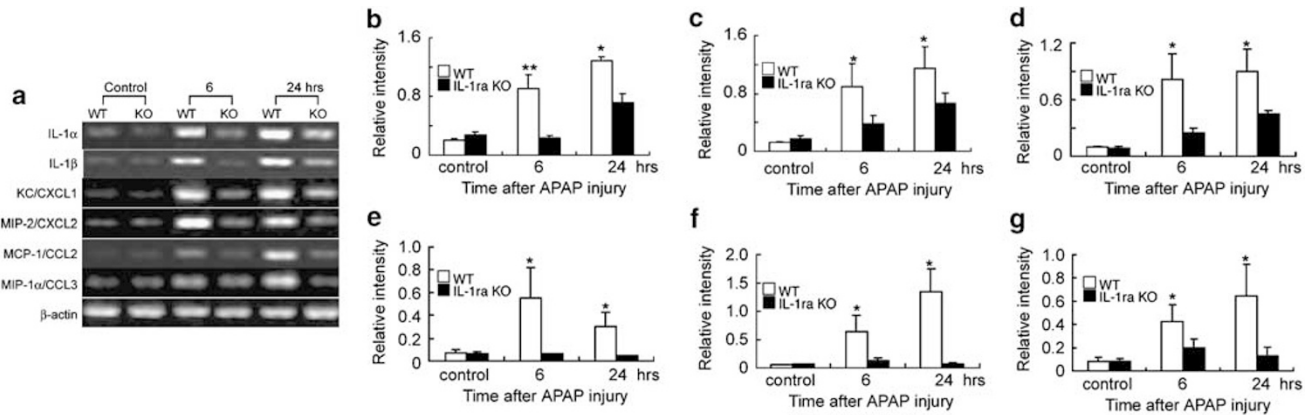 a
Control 6 24 hrs
WT KO WT KO WT KO
IL-1α
IL-1β
KC/CXCL1
MIP-2/CXCL2
MCP-1/CCL2
MIP-1α/CCL3
β-actin
b
Relative intensity
1.6
0.8
0
WT
IL-1ra KO
**
*
control 6 24 hrs
Time after APAP injury
c
Relative intensity
1.6
1.2
0.6
0
WT
IL-1ra KO
*
*
control 6 24 hrs
Time after APAP injury
d
Relative intensity
1.2
0.6
0
WT
IL-1ra KO
*
*
control 6 24 hrs
Time after APAP injury
e
Relative intensity
1.0
0.8
0.6
0.4
0.2
0
WT
IL-1ra KO
*
*
control 6 24 hrs
Time after APAP injury
f
Relative intensity
2.0
1.5
1.0
0.5
0
WT
IL-1ra KO
*
*
control 6 24 hrs
Time after APAP injury
g
Relative intensity
1.0
0.8
0.6
0.4
0.2
0
WT
IL-1ra KO
*
*
control 6 24 hrs
Time after APAP injury